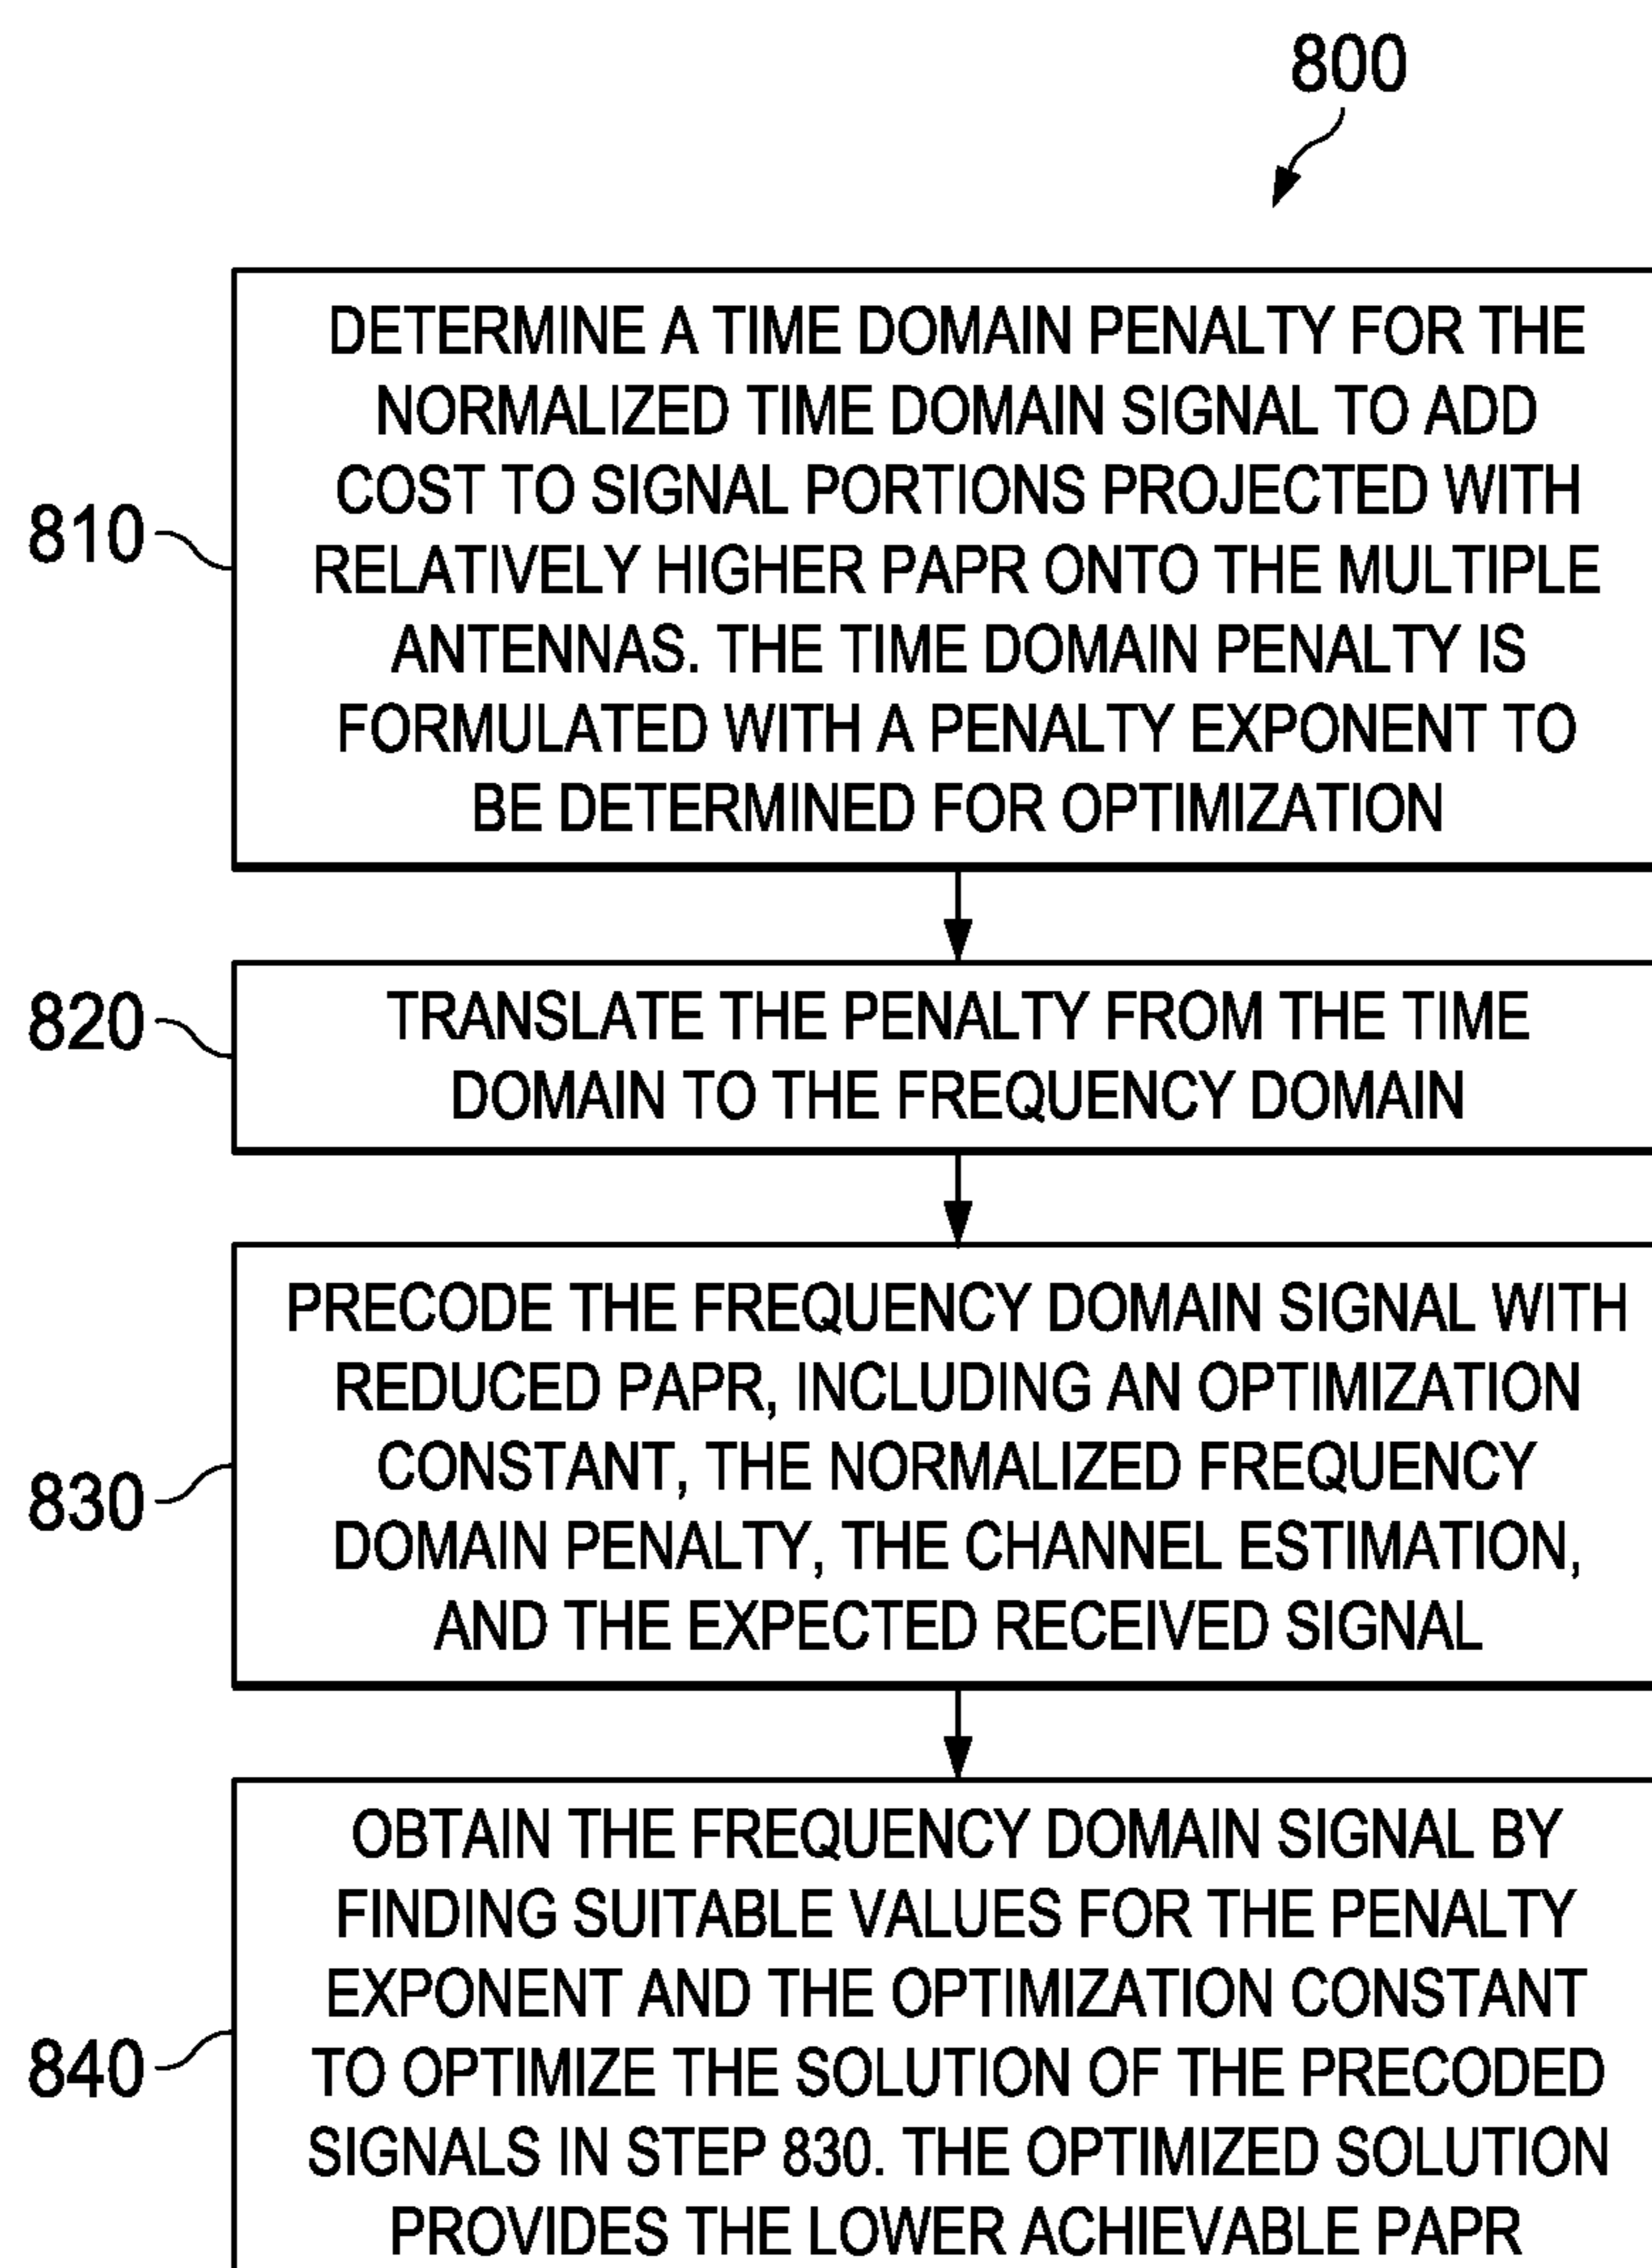 800
810
DETERMINE A TIME DOMAIN PENALTY FOR THE
NORMALIZED TIME DOMAIN SIGNAL TO ADD
COST TO SIGNAL PORTIONS PROJECTED WITH
RELATIVELY HIGHER PAPR ONTO THE MULTIPLE
ANTENNAS. THE TIME DOMAIN PENALTY IS
FORMULATED WITH A PENALTY EXPONENT TO
BE DETERMINED FOR OPTIMIZATION
820
TRANSLATE THE PENALTY FROM THE TIME
DOMAIN TO THE FREQUENCY DOMAIN
830
PRECODE THE FREQUENCY DOMAIN SIGNAL WITH
REDUCED PAPR, INCLUDING AN OPTIMIZATION
CONSTANT, THE NORMALIZED FREQUENCY
DOMAIN PENALTY, THE CHANNEL ESTIMATION,
AND THE EXPECTED RECEIVED SIGNAL
840
OBTAIN THE FREQUENCY DOMAIN SIGNAL BY
FINDING SUITABLE VALUES FOR THE PENALTY
EXPONENT AND THE OPTIMIZATION CONSTANT
TO OPTIMIZE THE SOLUTION OF THE PRECODED
SIGNALS IN STEP 830. THE OPTIMIZED SOLUTION
PROVIDES THE LOWER ACHIEVABLE PAPR